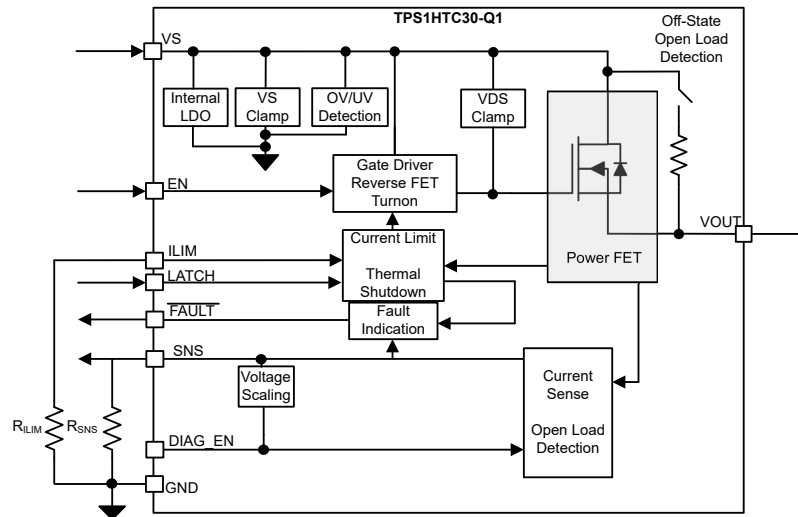 TPS1HTC30-Q1
VS
Off-State
Open Load
Detection
Internal
LDO
VS
Clamp
OV/UV
Detection
VDS
Clamp
Gate Driver
Reverse FET
Turnon
EN
VOUT
Current Limit
Thermal
Shutdown
Power FET
ILIM
LATCH
FAULT
Fault
Indication
SNS
Voltage
Scaling
Current
Sense
Open Load
Detection
RILIM
RSNS
DIAG_EN
GND